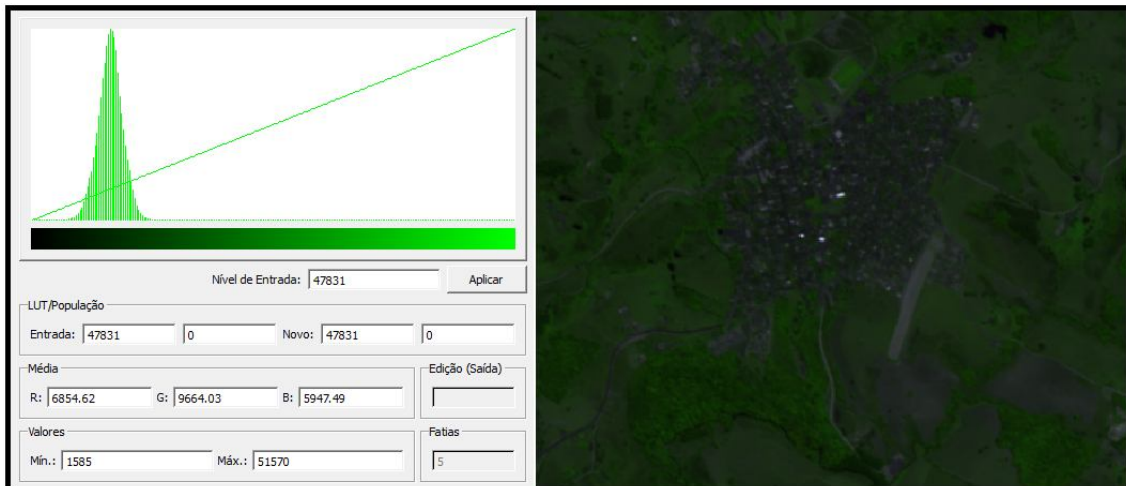 Nível de Entrada: 47831 Aplicar
LUT/População
Entrada: 47831 0 Novo: 47831 0
Média Edição (Saída)
R: 6854.62 G: 9664.03 B: 5947.49
Valores Fatias
Mín.: 1585 Máx.: 51570 5